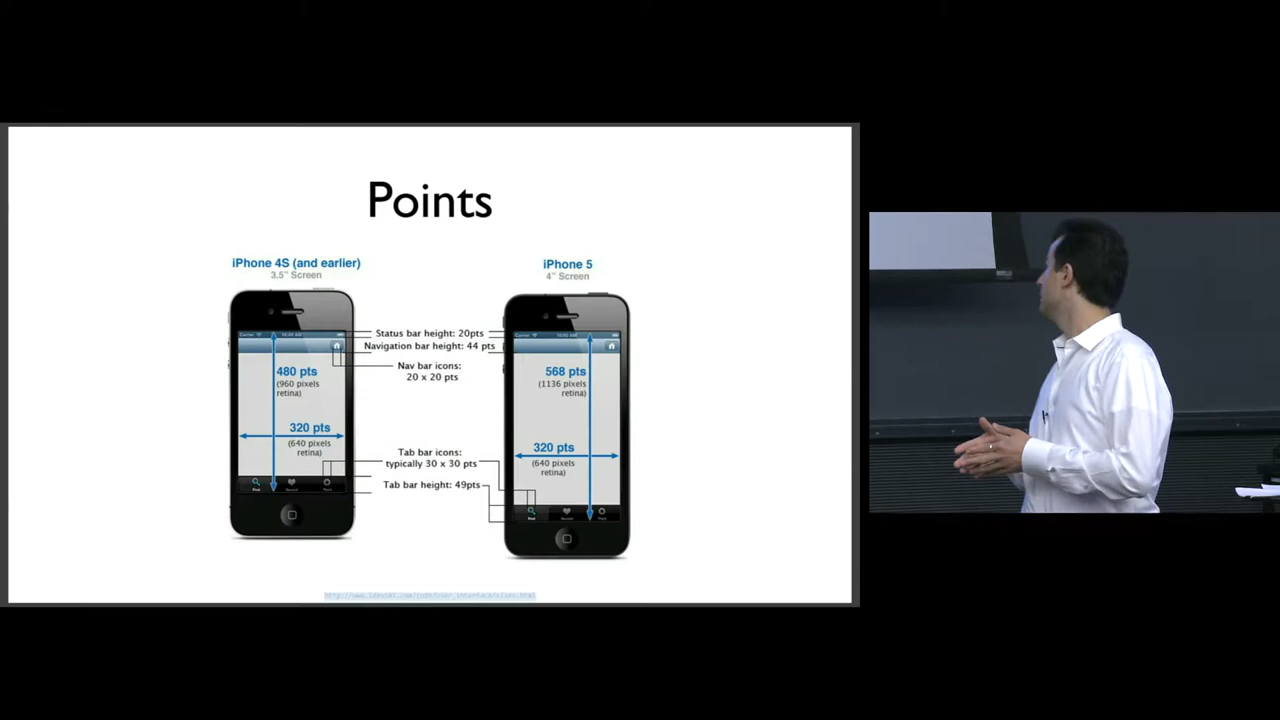 Points
iPhone 4S (and earlier)
3.5" Screen
iPhone 5
4" Screen
Status bar height: 20pts
Navigation bar height: 44 pts
Nav bar icons:
20 x 20 pts
480 pts
(960 pixels
retina)
320 pts
(640 pixels
retina)
568 pts
(1136 pixels
retina)
320 pts
(640 pixels
retina)
Tab bar icons:
typically 30 x 30 pts
Tab bar height: 49pts